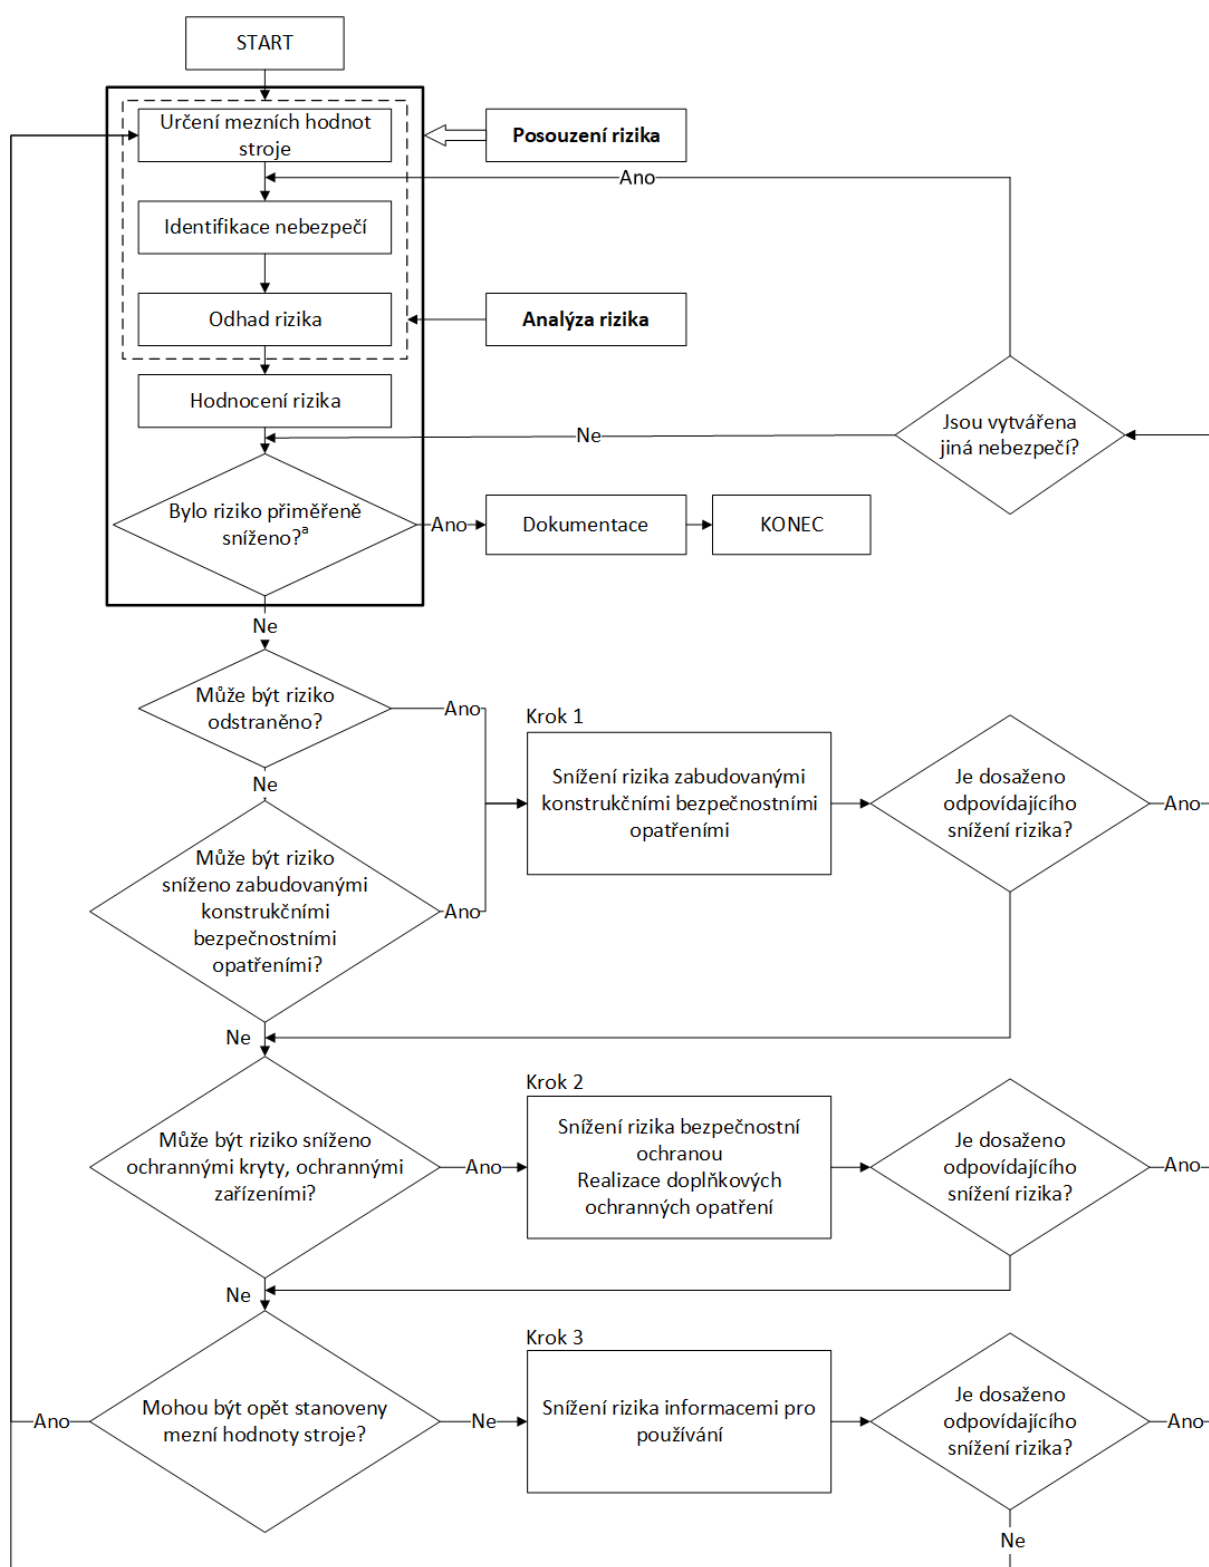 START
Určení mezních hodnot
stroje
Posouzení rizika
Ano
Identifikace nebezpečí
Odhad rizika
Analýza rizika
Hodnocení rizika
Jsou vytvářena
jiná nebezpečí?
Ne
Bylo riziko přiměřeně
sníženo?ª
Ano
Dokumentace
KONEC
Ne
Může být riziko
odstraněno?
Ano
Krok 1
Snížení rizika zabudovanými
konstrukčními bezpečnostními
opatřeními
Je dosaženo
odpovídajícího
snížení rizika?
Ano
Ne
Může být riziko
sníženo zabudovanými
konstrukčními
bezpečnostními
opatřeními?
Ano
Ne
Krok 2
Může být riziko sníženo
ochrannými kryty, ochrannými
zařízeními?
Ano
Snížení rizika bezpečnostní
ochranou
Realizace doplňkových
ochranných opatření
Je dosaženo
odpovídajícího
snížení rizika?
Ano
Ne
Krok 3
Ano
Mohou být opět stanoveny
mezní hodnoty stroje?
Ne
Snížení rizika informacemi pro
používání
Je dosaženo
odpovídajícího
snížení rizika?
Ano
Ne